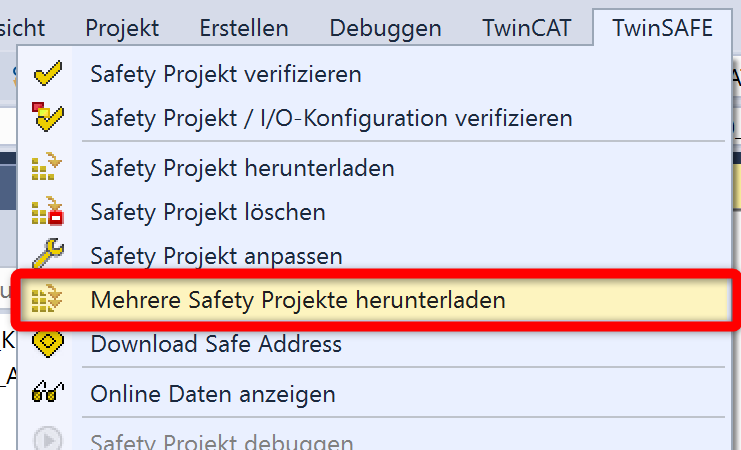 sicht Projekt Erstellen Debuggen TwinCAT TwinSAFE
Safety Projekt verifizieren
Safety Projekt / I/O-Konfiguration verifizieren
Safety Projekt herunterladen
Safety Projekt löschen
Safety Projekt anpassen
Mehrere Safety Projekte herunterladen
Download Safe Address
Online Daten anzeigen
Safety Projekt debuggen